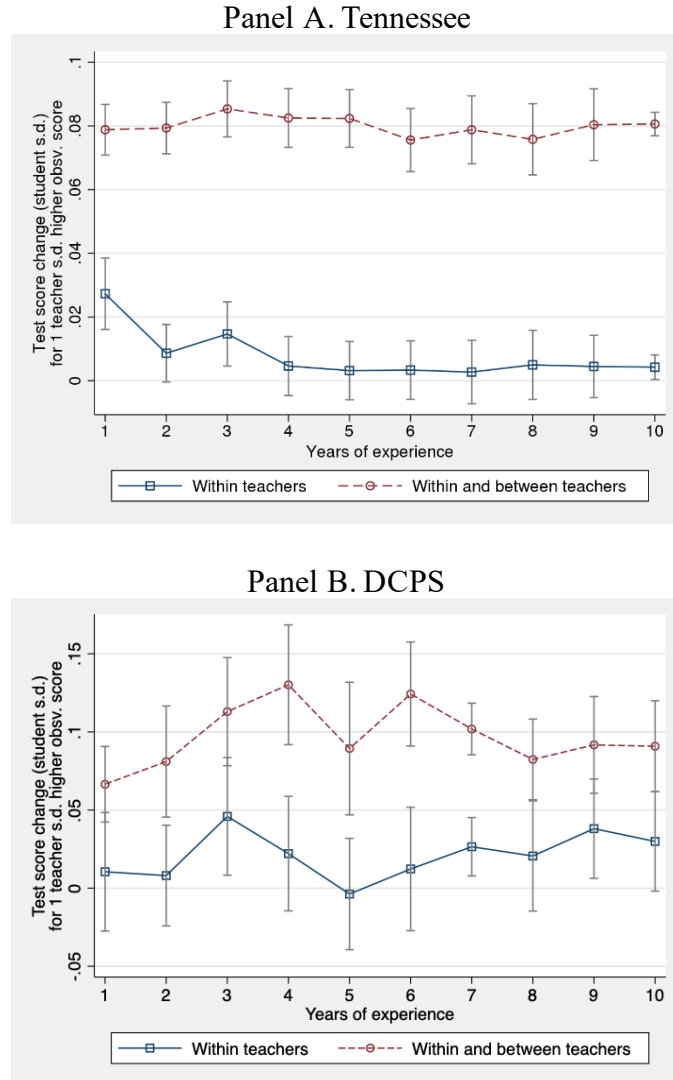 Panel A. Tennessee
Test score change (student s.d.)
for 1 teacher s.d. higher obsv. score
.1
.08
.06
.04
.02
0
1 2 3 4 5 6 7 8 9 10
Years of experience
Within teachers Within and between teachers
Panel B. DCPS
Test score change (student s.d.)
for 1 teacher s.d. higher obsv. score
.15
.1
.05
0
-.05
1 2 3 4 5 6 7 8 9 10
Years of experience
Within teachers Within and between teachers